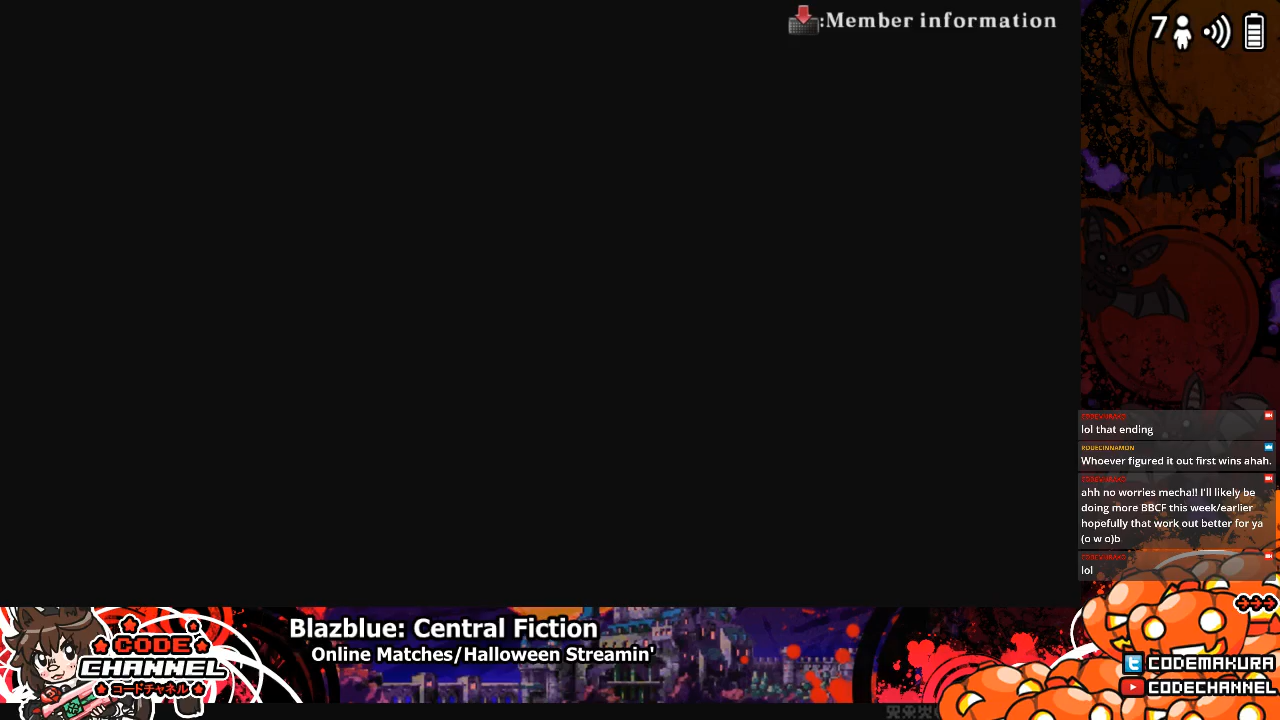 :Member information
7
lol that ending
RODECINNAMON
Whoever figured it out first wins ahah.
ahh no worries mecha!! I'll likely be
doing more BBCF this week/earlier
hopefully that work out better for ya
(o w o)b
lol
Blazblue: Central Fiction
Online Matches/Halloween Streamin'
CODE
CHANNEL
コードチャンネル
CODEMAKURA
CODECHANNEL